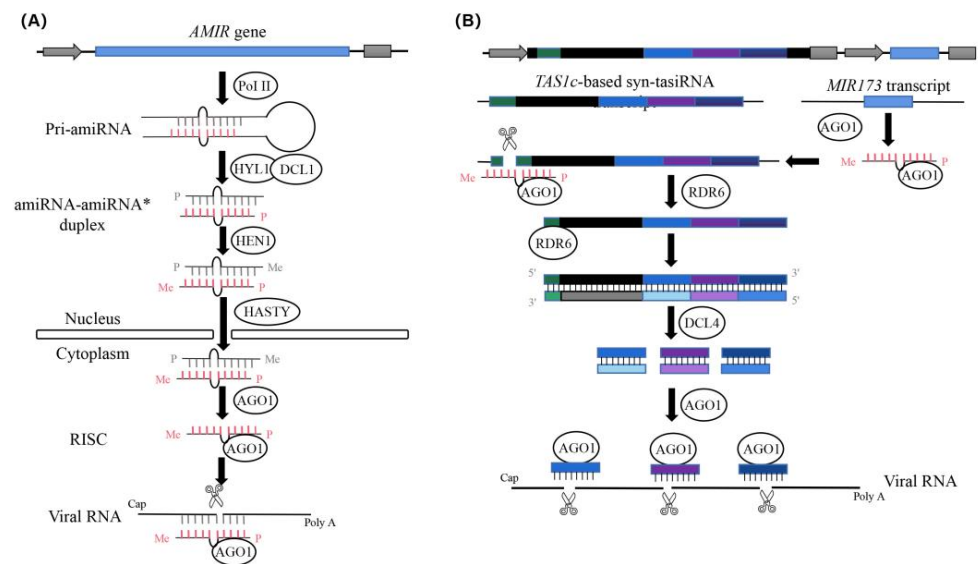 (A)
AMIR gene
Pol II
Pri-amiRNA
HYL1
DCL1
P
amiRNA-amiRNA*
duplex
P
HEN1
P
Me
Me
P
HASTY
Nucleus
Cytoplasm
P
Me
Me
P
AGO1
RISC
Me
P
AGO1
Cap
Viral RNA
Poly A
Me
P
AGO1
(B)
TAS1c-based syn-tasiRNA
MIR173 transcript
AGO1
Me
P
AGO1
Me
P
AGO1
RDR6
RDR6
5'
3'
3'
5'
DCL4
AGO1
AGO1
AGO1
AGO1
Cap
Viral RNA
Poly A